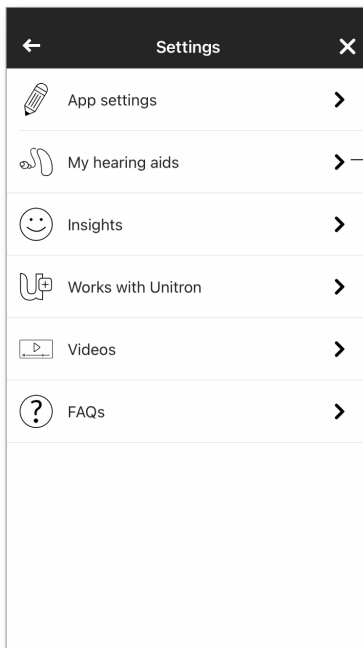 Settings
App settings
My hearing aids
Insights
Works with Unitron
Videos
? FAQs